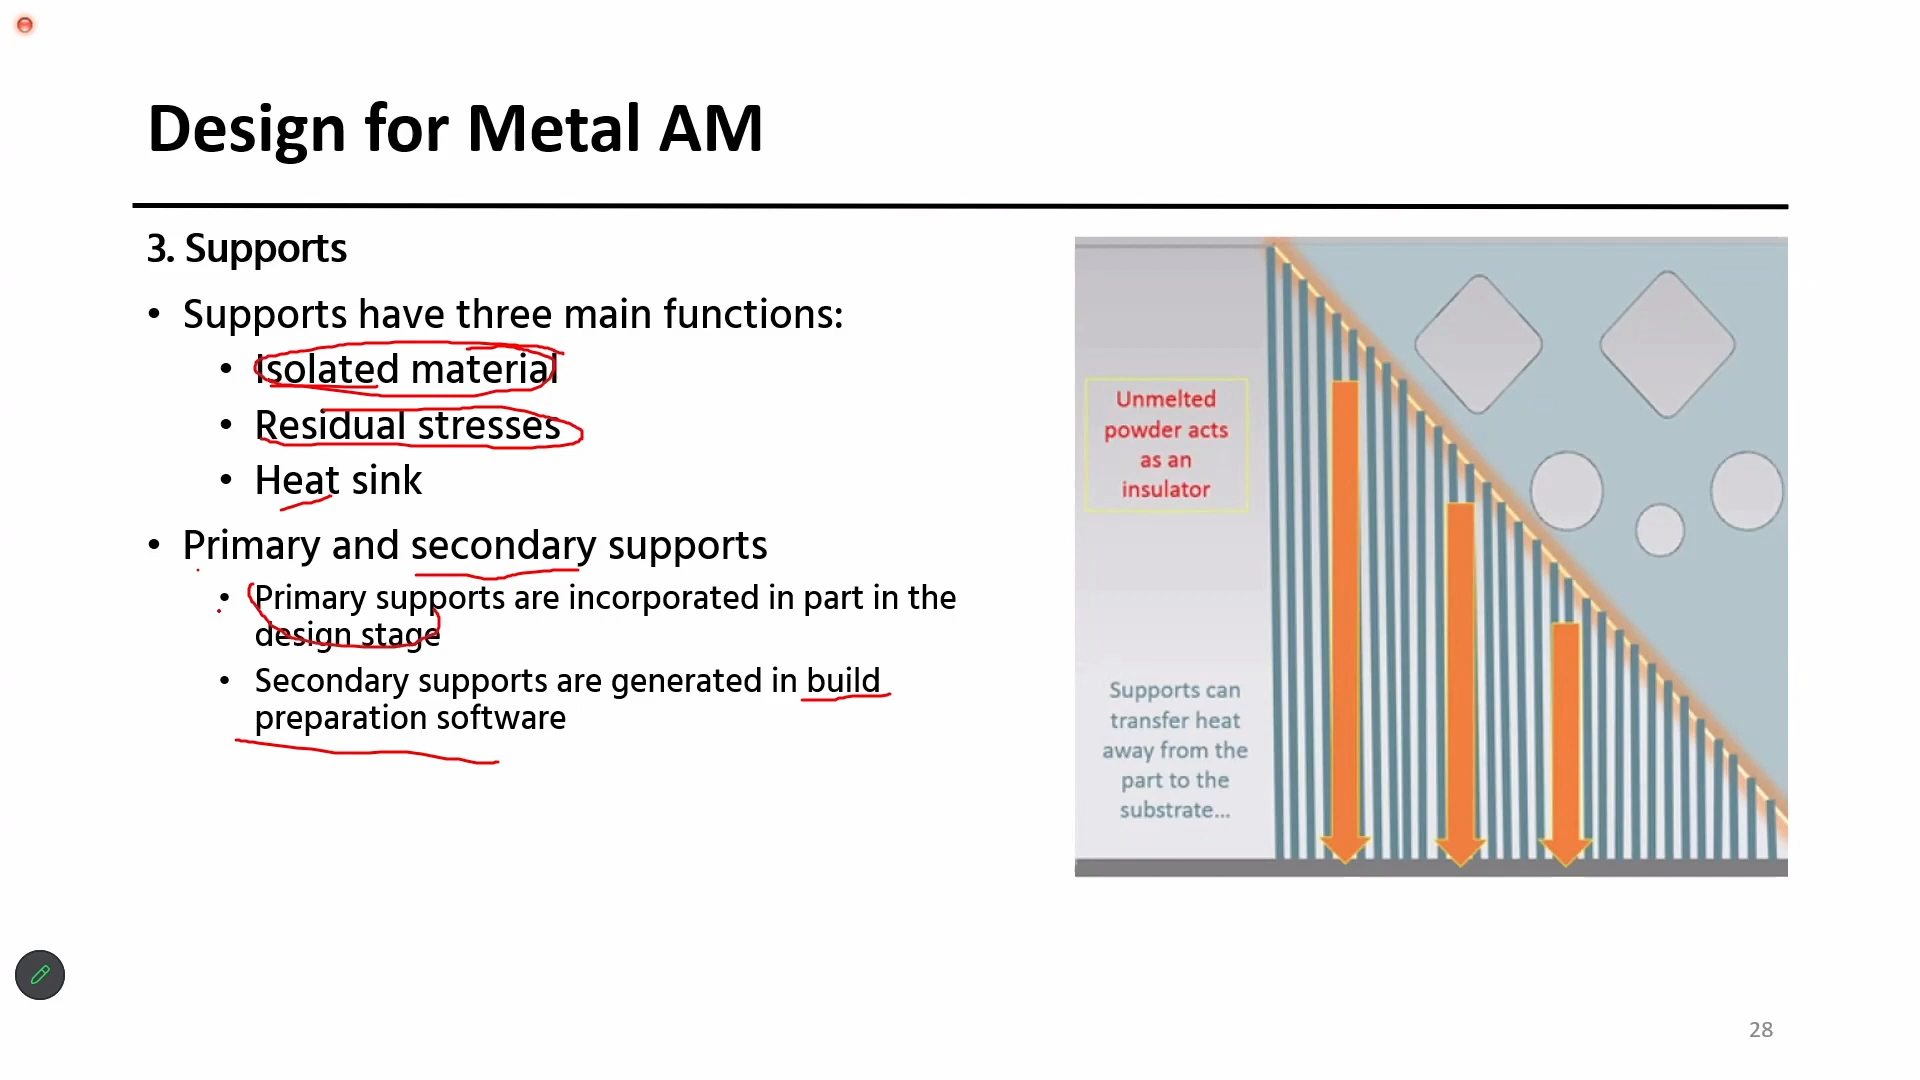 Design for Metal AM
3. Supports
• Supports have three main functions:
• Isolated material
• Residual stresses
• Heat sink
• Primary and secondary supports
• Primary supports are incorporated in part in the
design stage
• Secondary supports are generated in build
preparation software
Unmelted
powder acts
as an
insulator
Supports can
transfer heat
away from the
part to the
substrate...
28